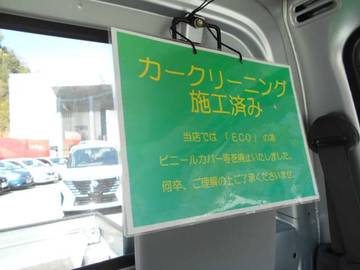 カークリーニング
施工済み
当店では「ECO」の為
ビニールカバー等を廃止いたしました。
何卒、ご理解の上ご了承くださいませ。